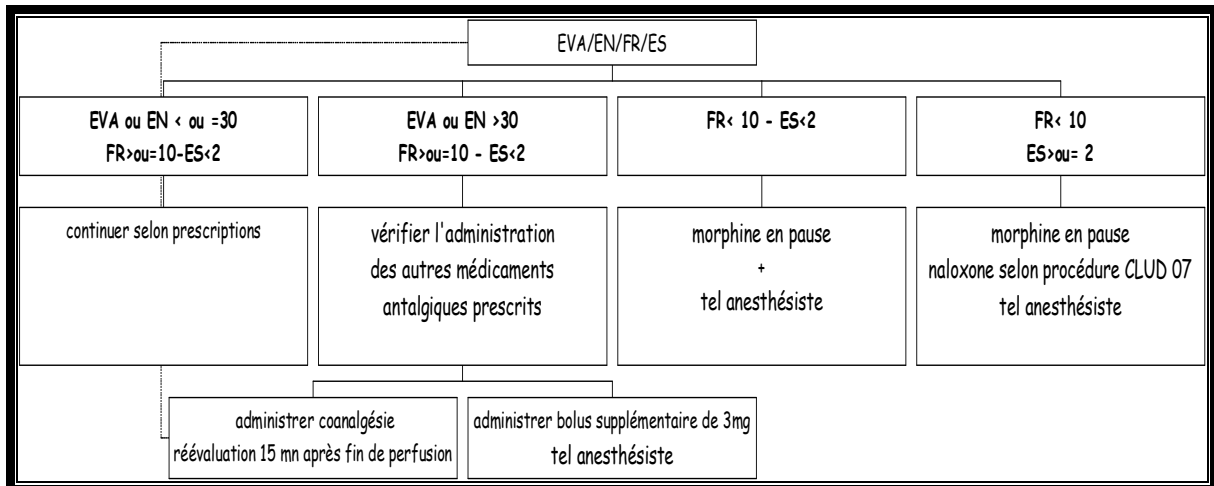 EVA/EN/FR/ES
EVA ou EN < ou =30
FR>ou=10-ES<2
EVA ou EN >30
FR>ou=10 - ES<2
FR< 10 - ES<2
FR< 10
ES>ou= 2
continuer selon prescriptions
vérifier l'administration
des autres médicaments
antalgiques prescrits
morphine en pause
+
tel anesthésiste
morphine en pause
naloxone selon procédure CLUD 07
tel anesthésiste
administrer coanalgésie
réévaluation 15 mn après fin de perfusion
administrer bolus supplémentaire de 3mg
tel anesthésiste